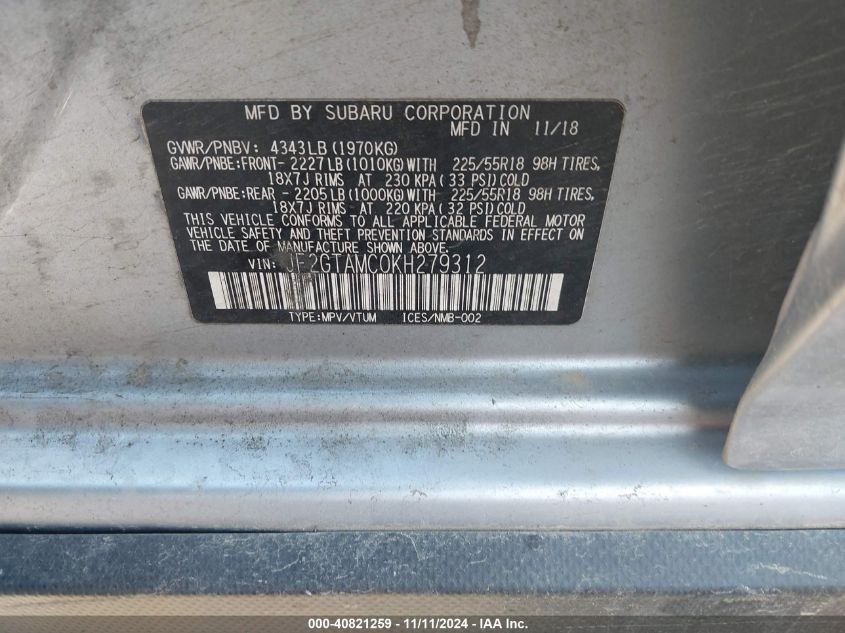 MFD BY SUBARU CORPORATION
MFD IN 11/18
GVWR/PNBV: 4343LB (1970KG)
GAWR/PNBE:FRONT- 2227LB(1010KG)WITH 225/55R18 98H TIRES,
18X7J RIMS AT 230 KPA ( 33 PSI) COLD
GAWR/PNBE:REAR - 2205LB(1000KG)WITH- 225/55R18 98H TIRES,
18X7J RIMS- AT 220 KPA ( 32 PSI) COLD
THIS VEHICLE CONFORMS TO ALL APPLICABLE FEDERAL MOTOR
VEHICLE SAFETY AND THEFT PREVENTION STANDARDS IN EFFECT ON
THE DATE OF MANUFACTURE SHOWN ABOVE.
VIN: JF2GTAMC0KH279312
TYPE:MPV/VTUM ICES/NMB-002
000-40821259 - 11/11/2024 - IAA Inc.